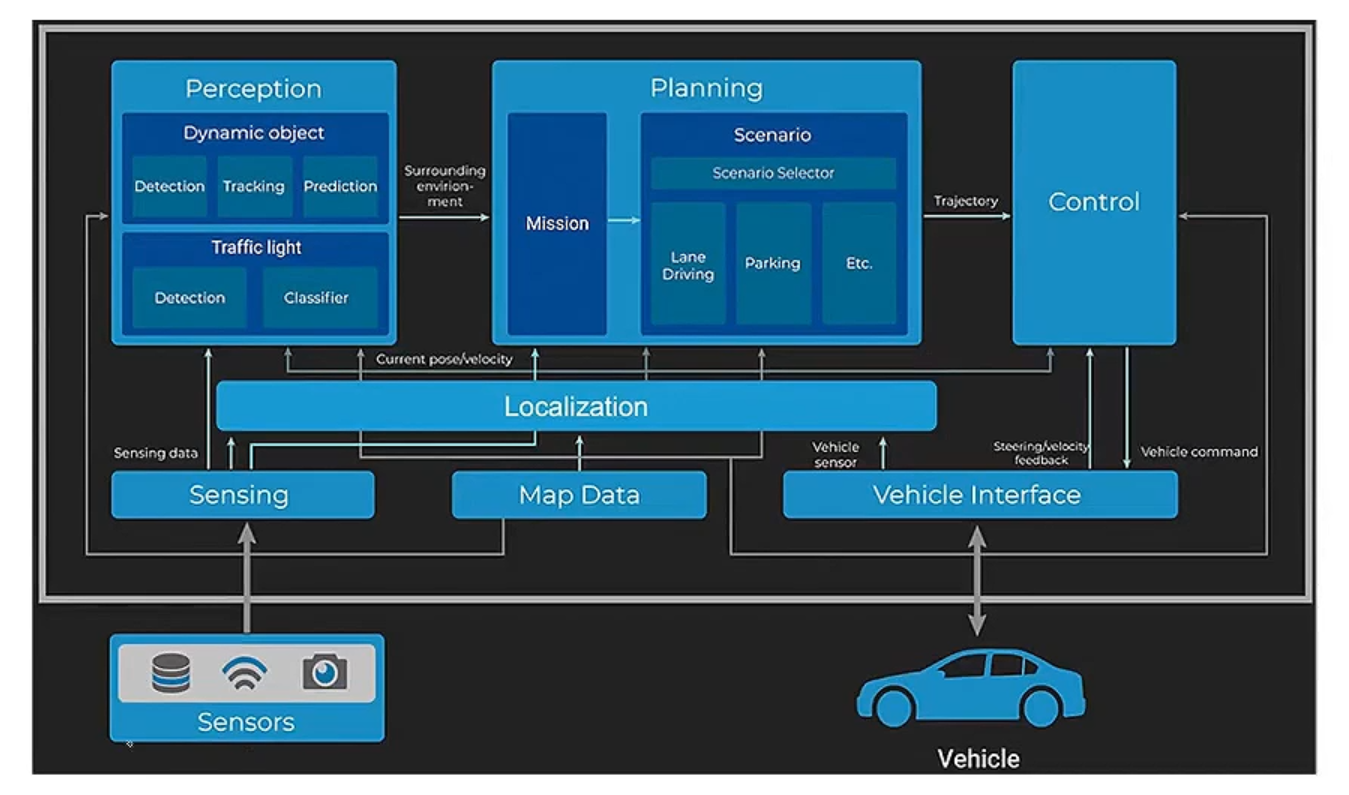 Perception
Dynamic object
Detection
Tracking
Prediction
Traffic light
Detection
Classifier
Surrounding
envirion-
ment
Planning
Mission
Scenario
Scenario Selector
Lane
Driving
Parking
Etc.
Trajectory
Control
Current pose/velocity
Localization
Sensing data
Vehicle
sensor
Steering/velocity
feedback
Vehicle command
Sensing
Map Data
Vehicle Interface
Sensors
Vehicle